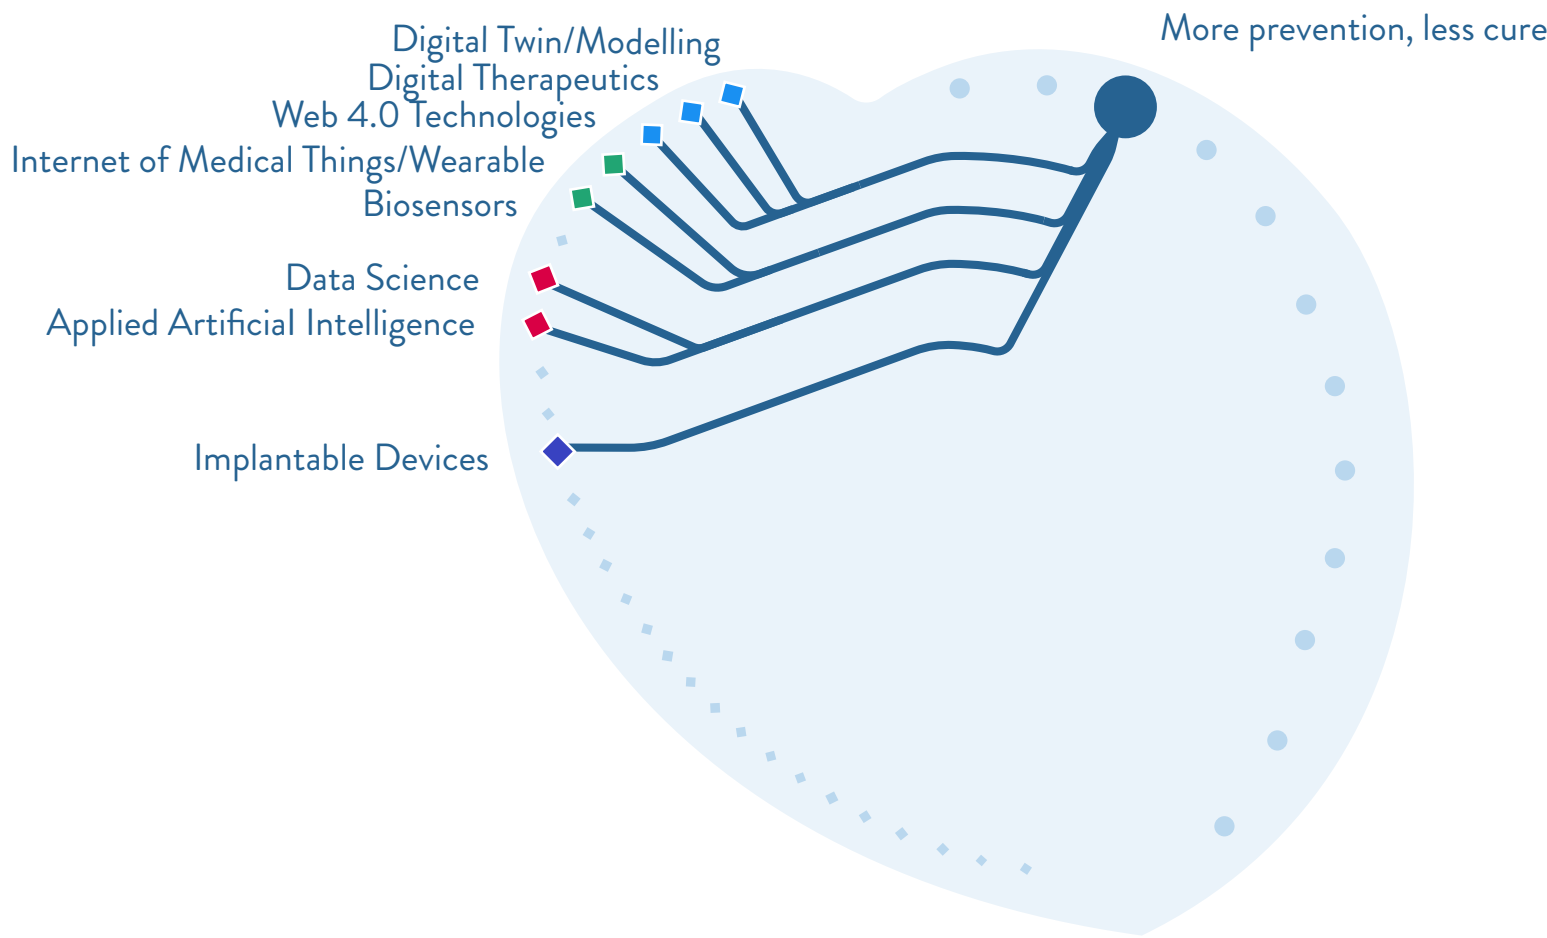 More prevention, less cure
Digital Twin/Modelling
Digital Therapeutics
Web 4.0 Technologies
Internet of Medical Things/Wearable
Biosensors
Data Science
Applied Artificial Intelligence
Implantable Devices